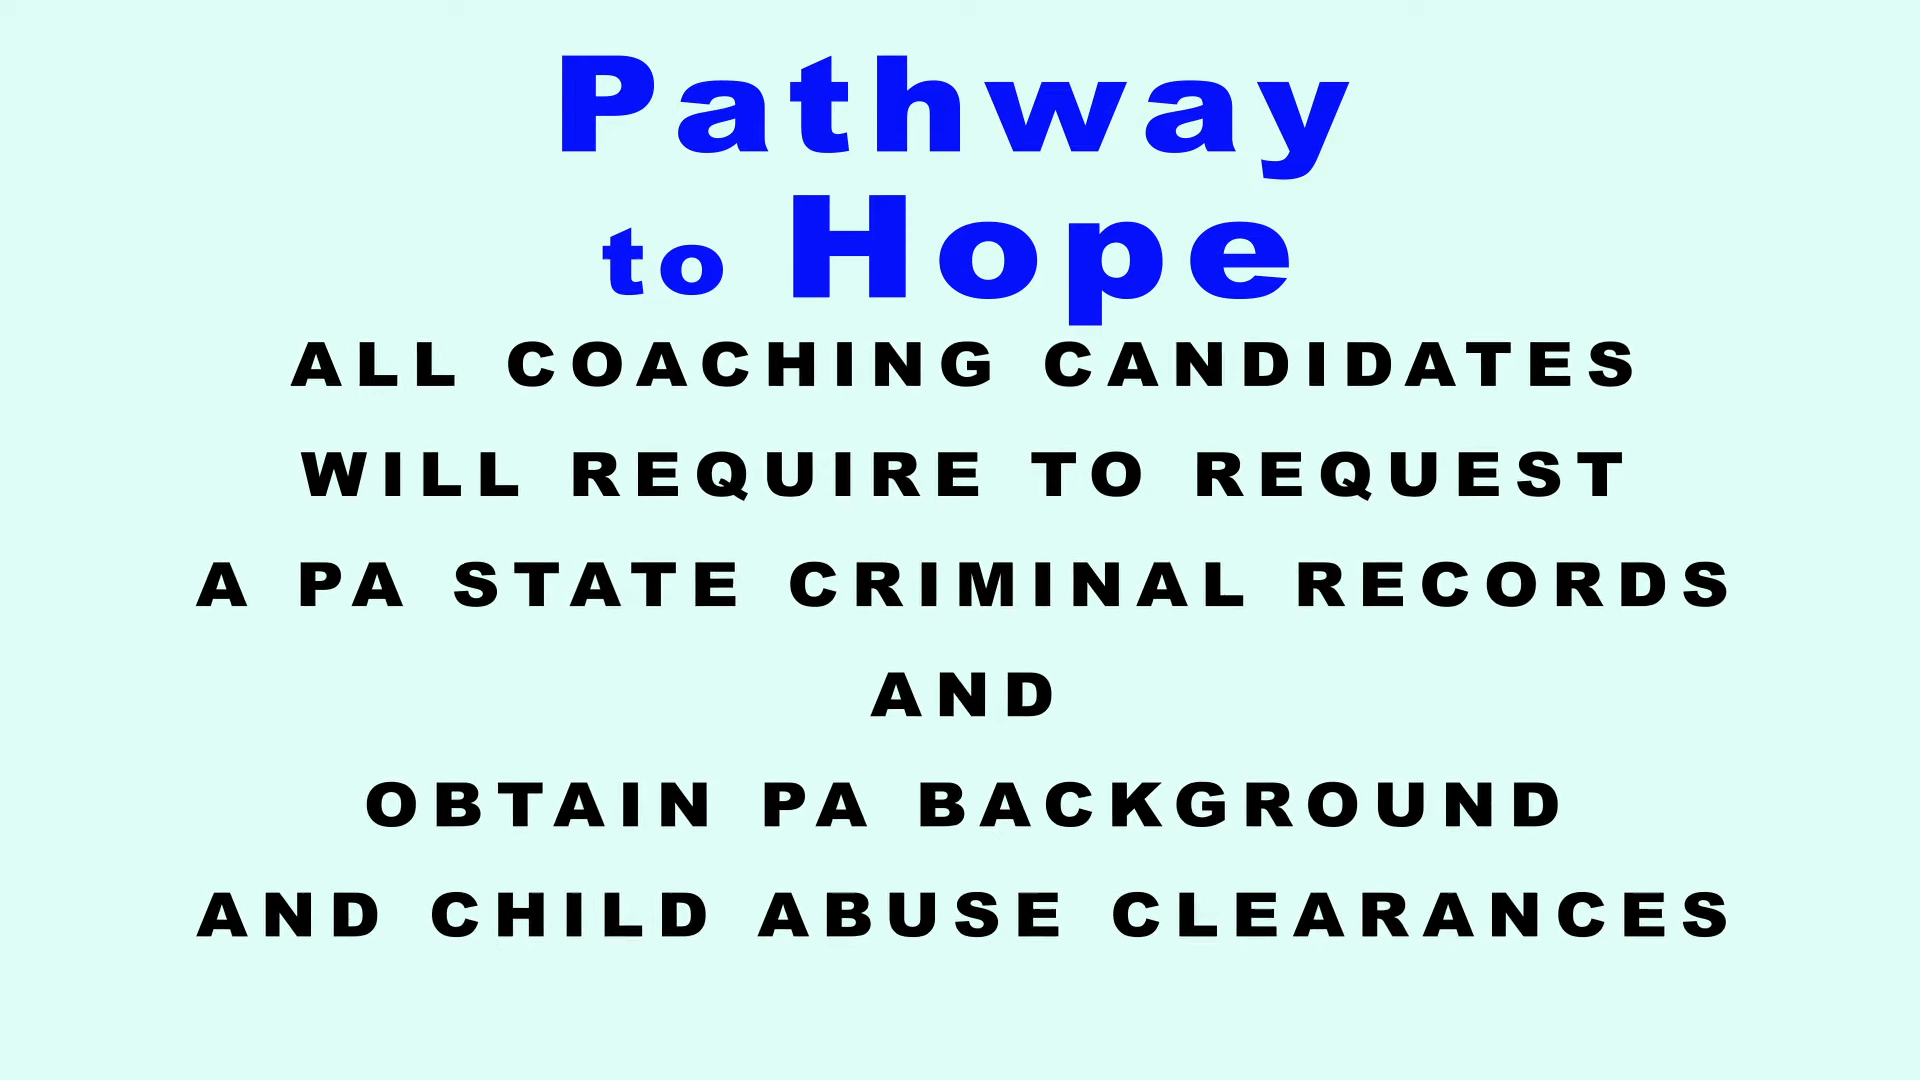 Pathway
to Hope
ALL COACHING CANDIDATES
WILL REQUIRE TO REQUEST
A PA STATE CRIMINAL RECORDS
AND
OBTAIN PA BACKGROUND
AND CHILD ABUSE CLEARANCES